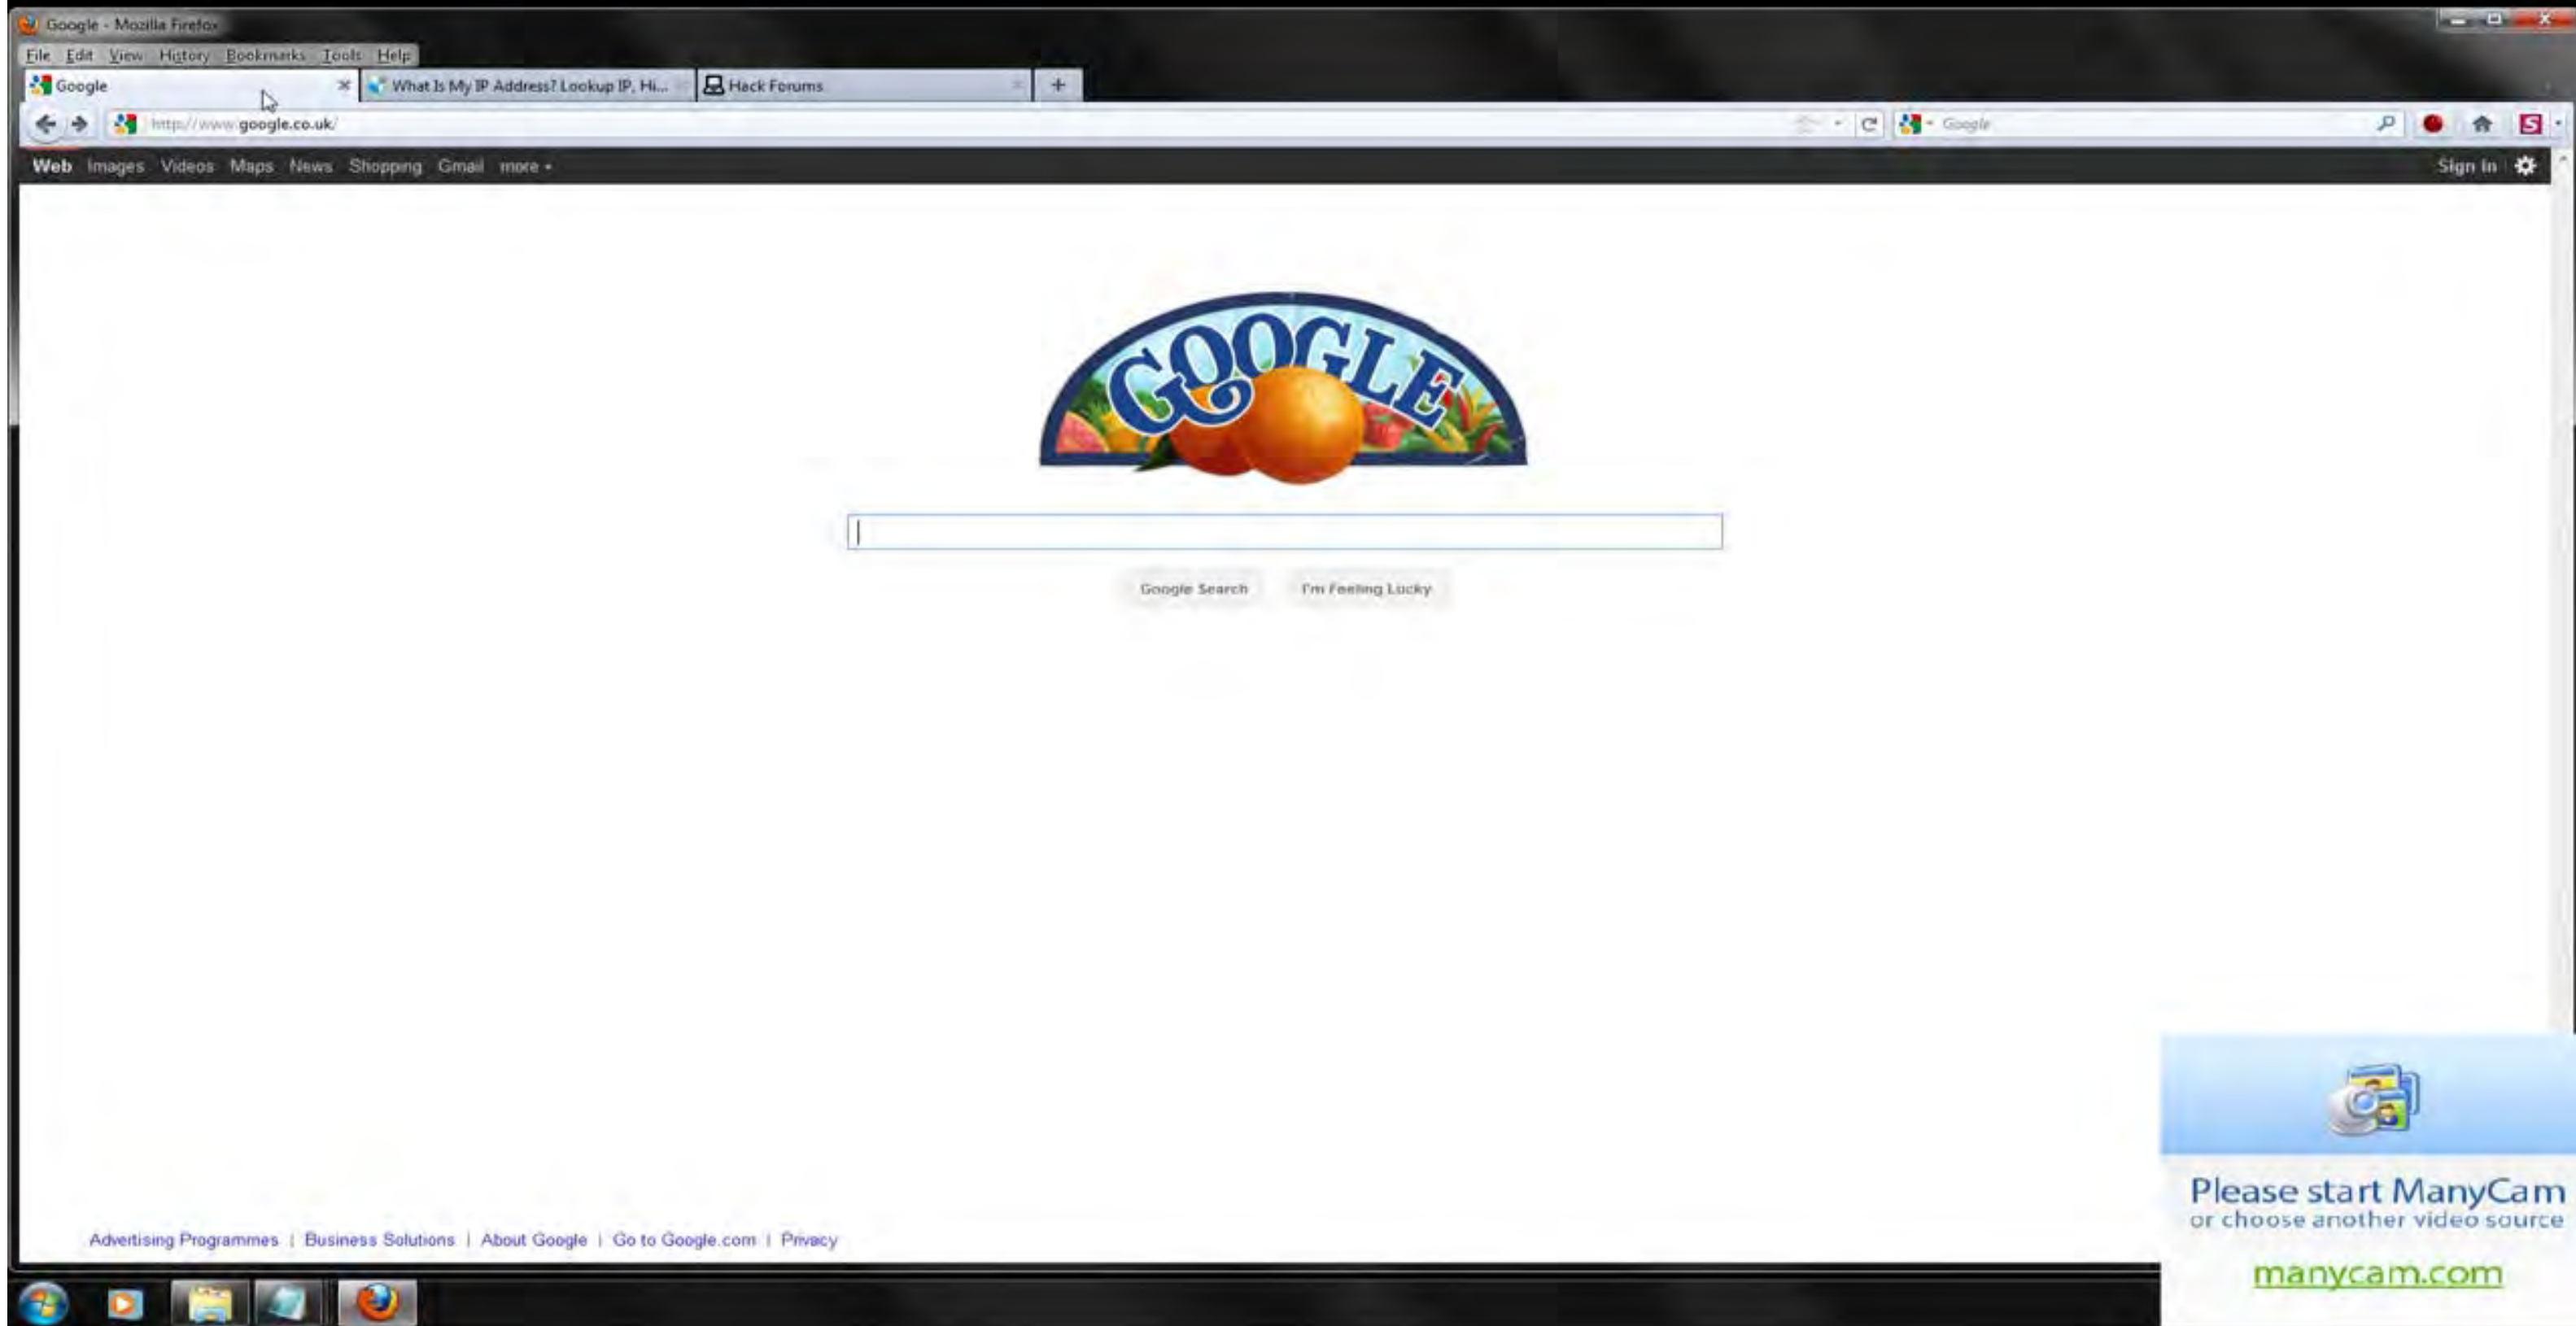 Google - Mozilla Firefox
File Edit View History Bookmarks Tools Help
Google
What Is My IP Address? Lookup IP, Hi...
Hack Forums
+
http://www.google.co.uk/
Google
S
Web Images Videos Maps News Shopping Gmail more
Sign in
GOOGLE
Google Search I'm Feeling Lucky
Please start ManyCam
or choose another video source
manycam.com
Advertising Programmes | Business Solutions | About Google | Go to Google.com | Privacy